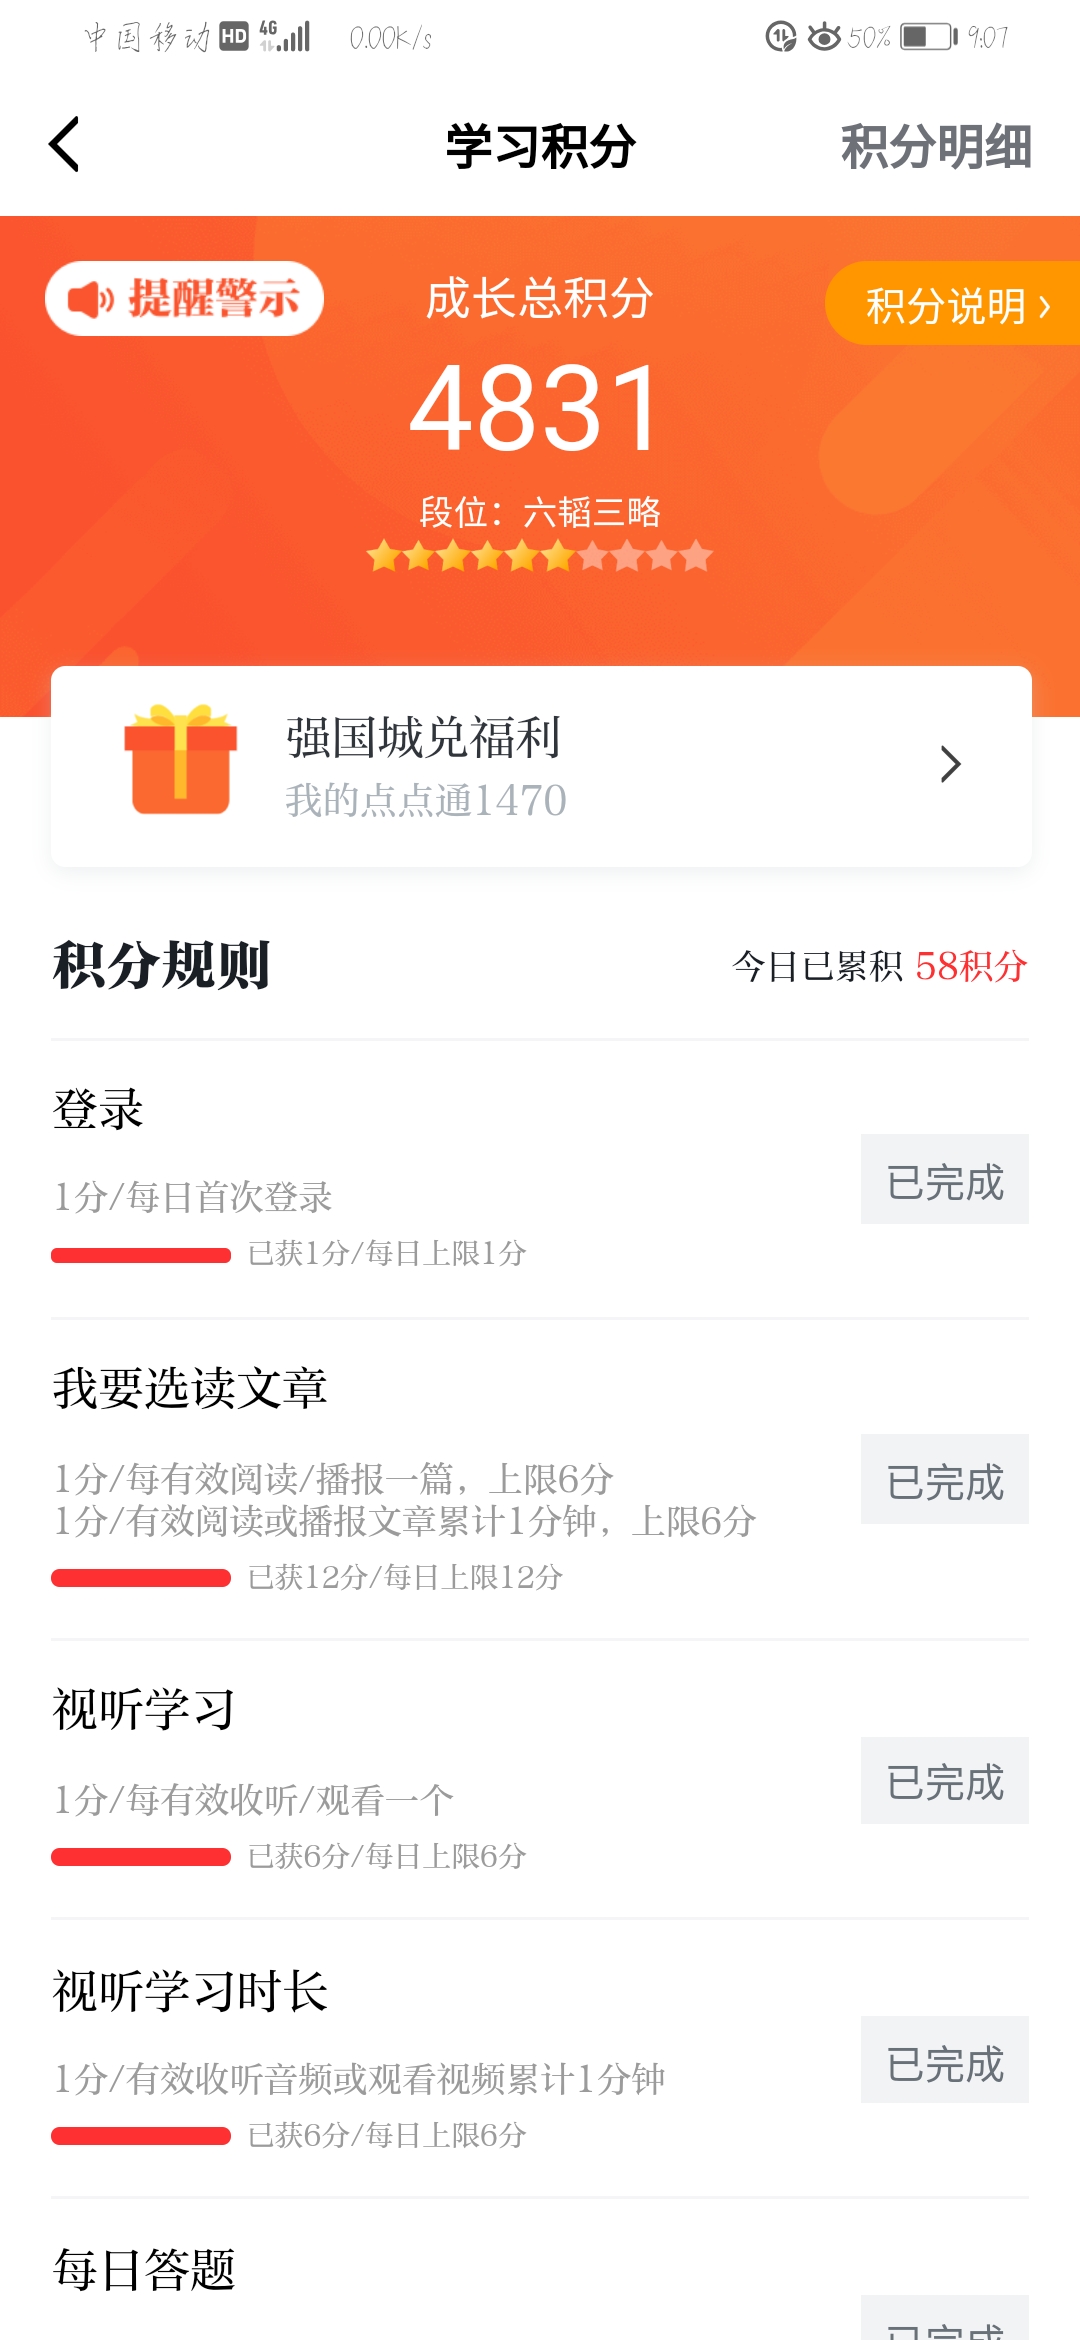 中国移动 HD 4G 0.00K/s 50% 9:07
学习积分 积分明细
提醒警示 成长总积分 积分说明
4831
段位：六韬三略
强国城兑福利
我的点点通1470
积分规则 今日已累积 58积分
登录
1分/每日首次登录
已获1分/每日上限1分
已完成
我要选读文章
1分/每有效阅读/播报一篇，上限6分
1分/有效阅读或播报文章累计1分钟，上限6分
已获12分/每日上限12分
已完成
视听学习
1分/每有效收听/观看一个
已获6分/每日上限6分
已完成
视听学习时长
1分/有效收听音频或观看视频累计1分钟
已获6分/每日上限6分
已完成
每日答题
已完成